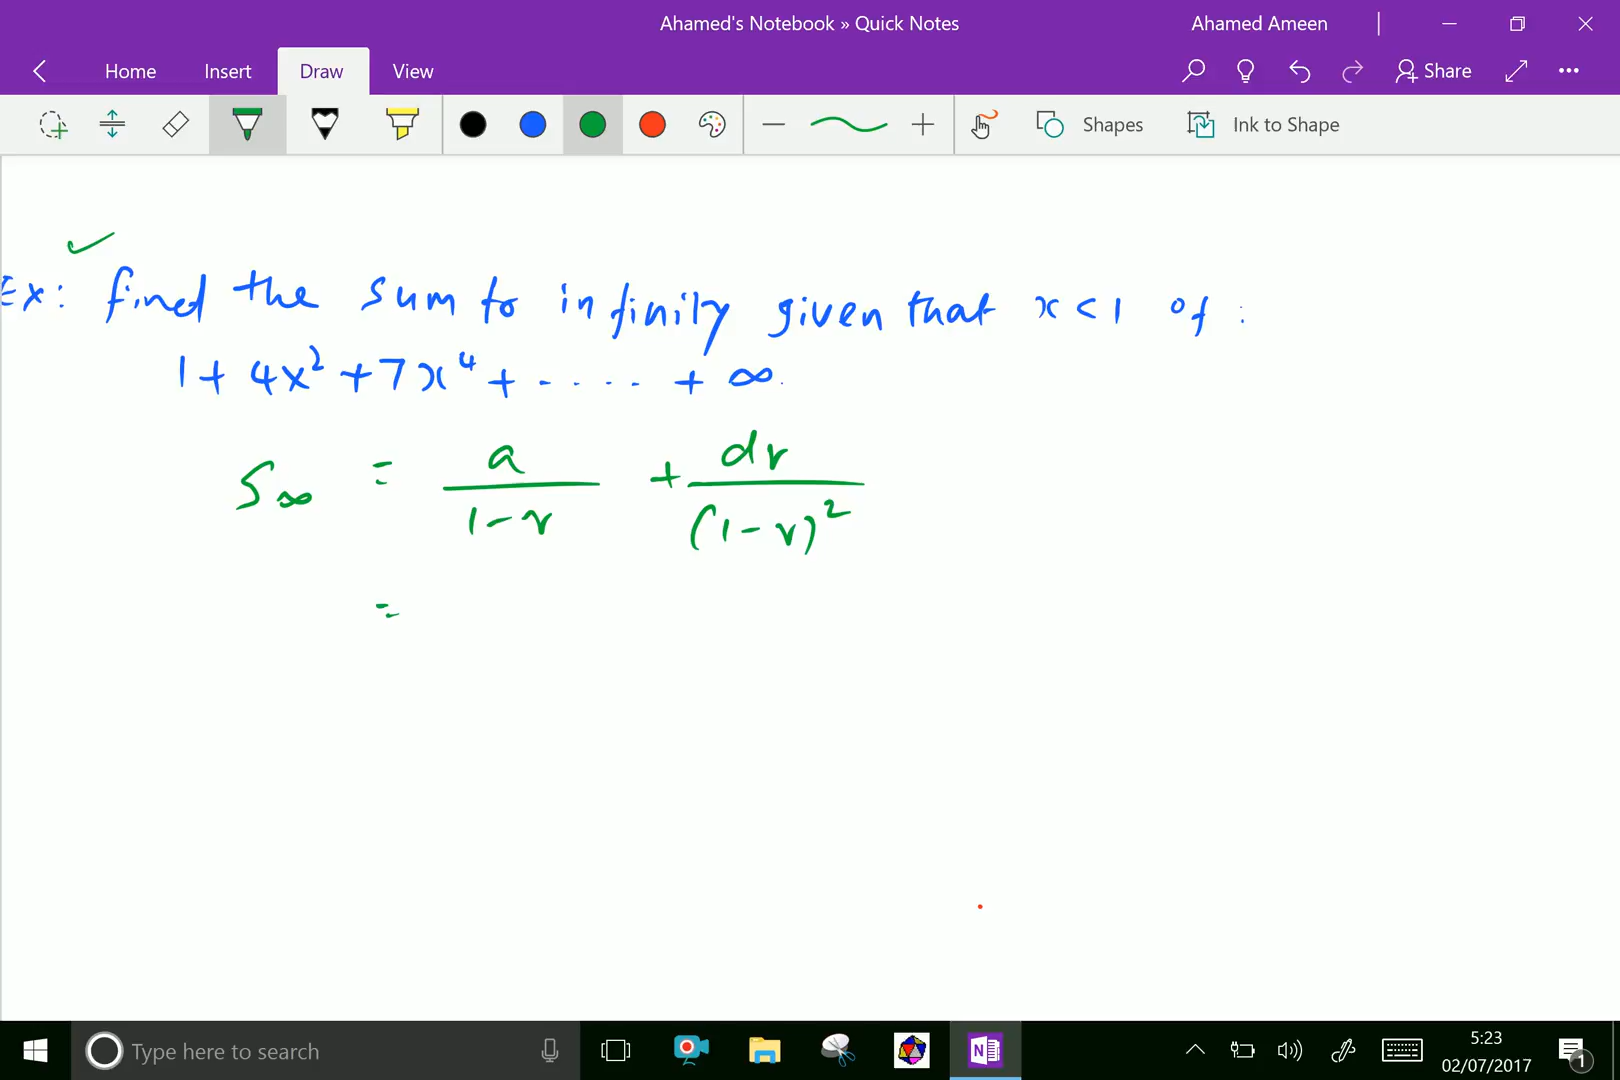 Ahamed's Notebook » Quick Notes
Ahamed Ameen
Home Insert Draw View
Share
Shapes
Ink to Shape
Ex: find the sum to infinity given that x < 1 of :
1 + 4x² + 7x⁴ + ..... + ∞.
S∞ = a/(1-r) + dr/(1-r)²
=
Type here to search
N
5:23
02/07/2017
1